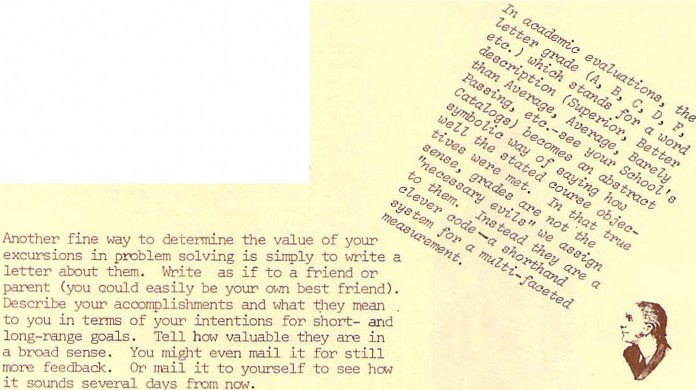 In academic evaluations, the
letter grade (A, B, C, D, F,
etc.) which stands for a word
description (Superior, Better
than Average, Average, Barely
Passing, etc.—see your School's
Catalogs) becomes an abstract
symbolic way of saying how
well the stated course objec-
tives were met. In that true
sense, grades are not the
"necessary evils" we assign
to them. Instead they are a
clever code—a shorthand
system for a multi-faceted
measurement.
Another fine way to determine the value of your
excursions in problem solving is simply to write a
letter about them. Write as if to a friend or
parent (you could easily be your own best friend).
Describe your accomplishments and what they mean
to you in terms of your intentions for short- and
long-range goals. Tell how valuable they are in
a broad sense. You might even mail it for still
more feedback. Or mail it to yourself to see how
it sounds several days from now.